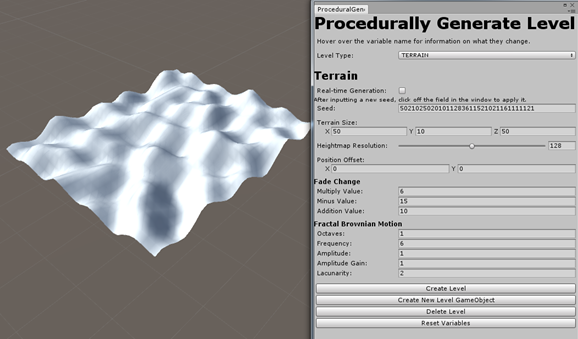 ProceduralGen
Procedurally Generate Level
Hover over the variable name for information on what they change.
Level Type: TERRAIN
Terrain
Real-time Generation:
After inputting a new seed, click off the field in the window to apply it.
Seed:
Terrain Size:
X 50 Y 10 Z 50
Heightmap Resolution: 128
Position Offset:
X 0 Y 0
Fade Change
Multiply Value: 6
Minus Value: 15
Addition Value: 10
Fractal Brownian Motion
Octaves: 1
Frequency: 6
Amplitude: 1
Amplitude Gain: 1
Lacunarity: 2
Create Level
Create New Level GameObject
Delete Level
Reset Variables